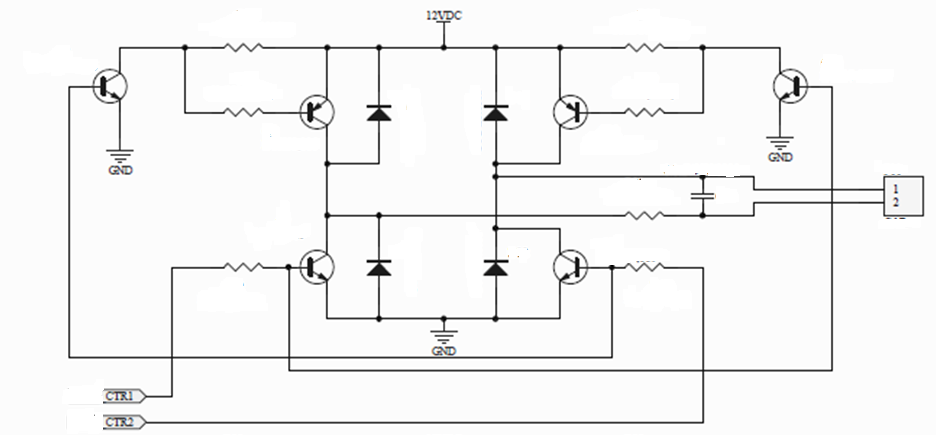 12VDC
GND
GND
1
2
GND
CTR1
CTR2